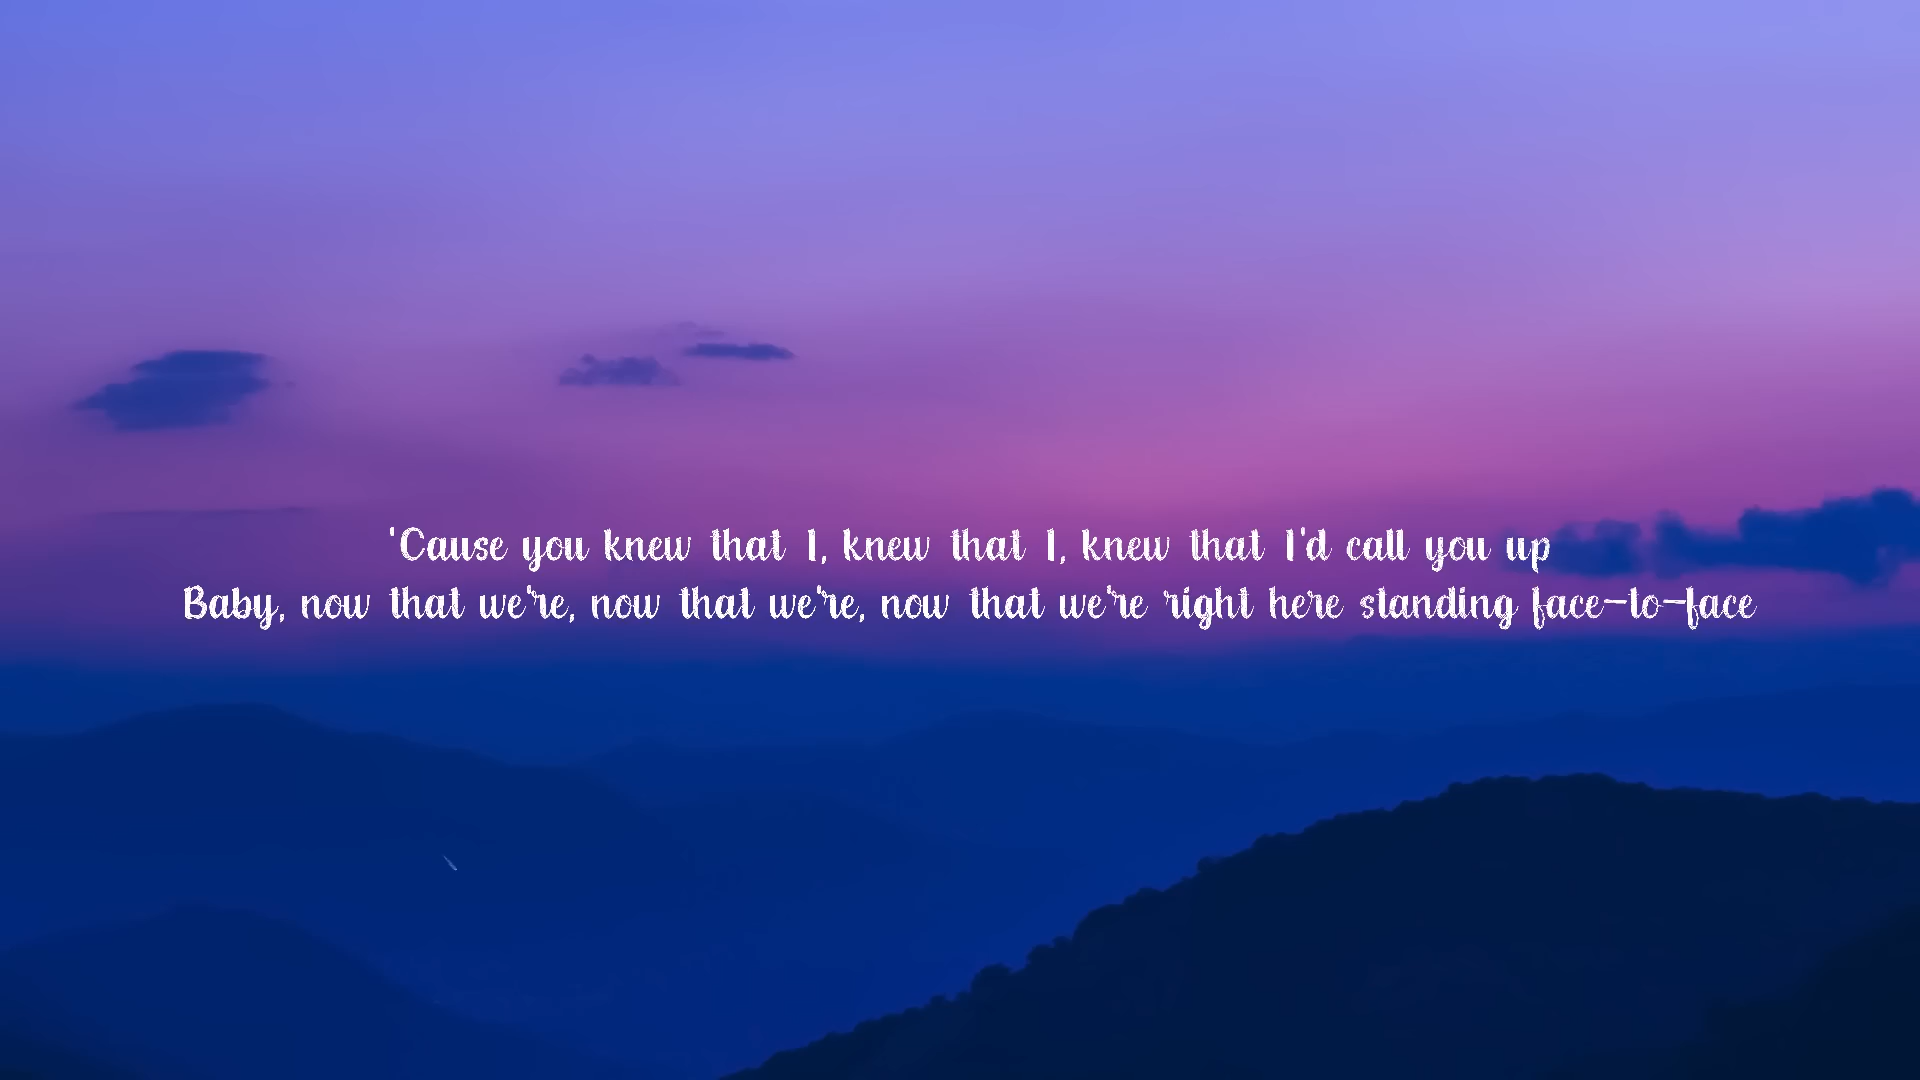 'Cause you knew that I, knew that I, knew that I'd call you up
Baby, now that we're, now that we're, now that we're right here standing face-to-face